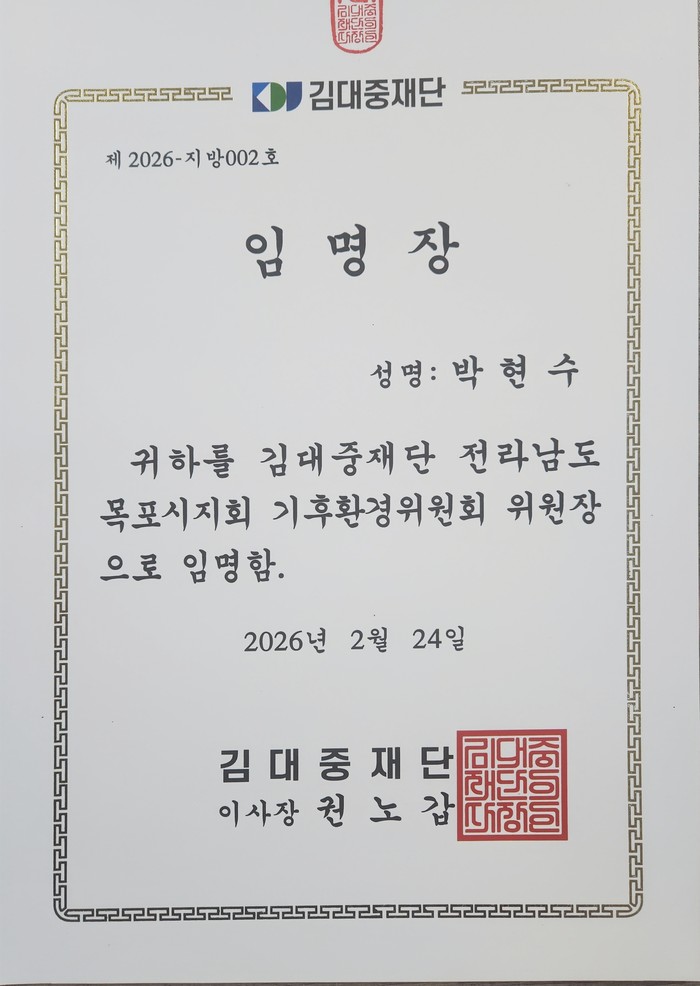 KDJ 김대중재단
제 2026-지방002호
임 명 장
성명: 박 현 수
귀하를 김대중재단 전라남도
목포시지회 기후환경위원회 위원장
으로 임명함.
2026년 2월 24일
김 대 중 재 단
이사장 권 노 갑